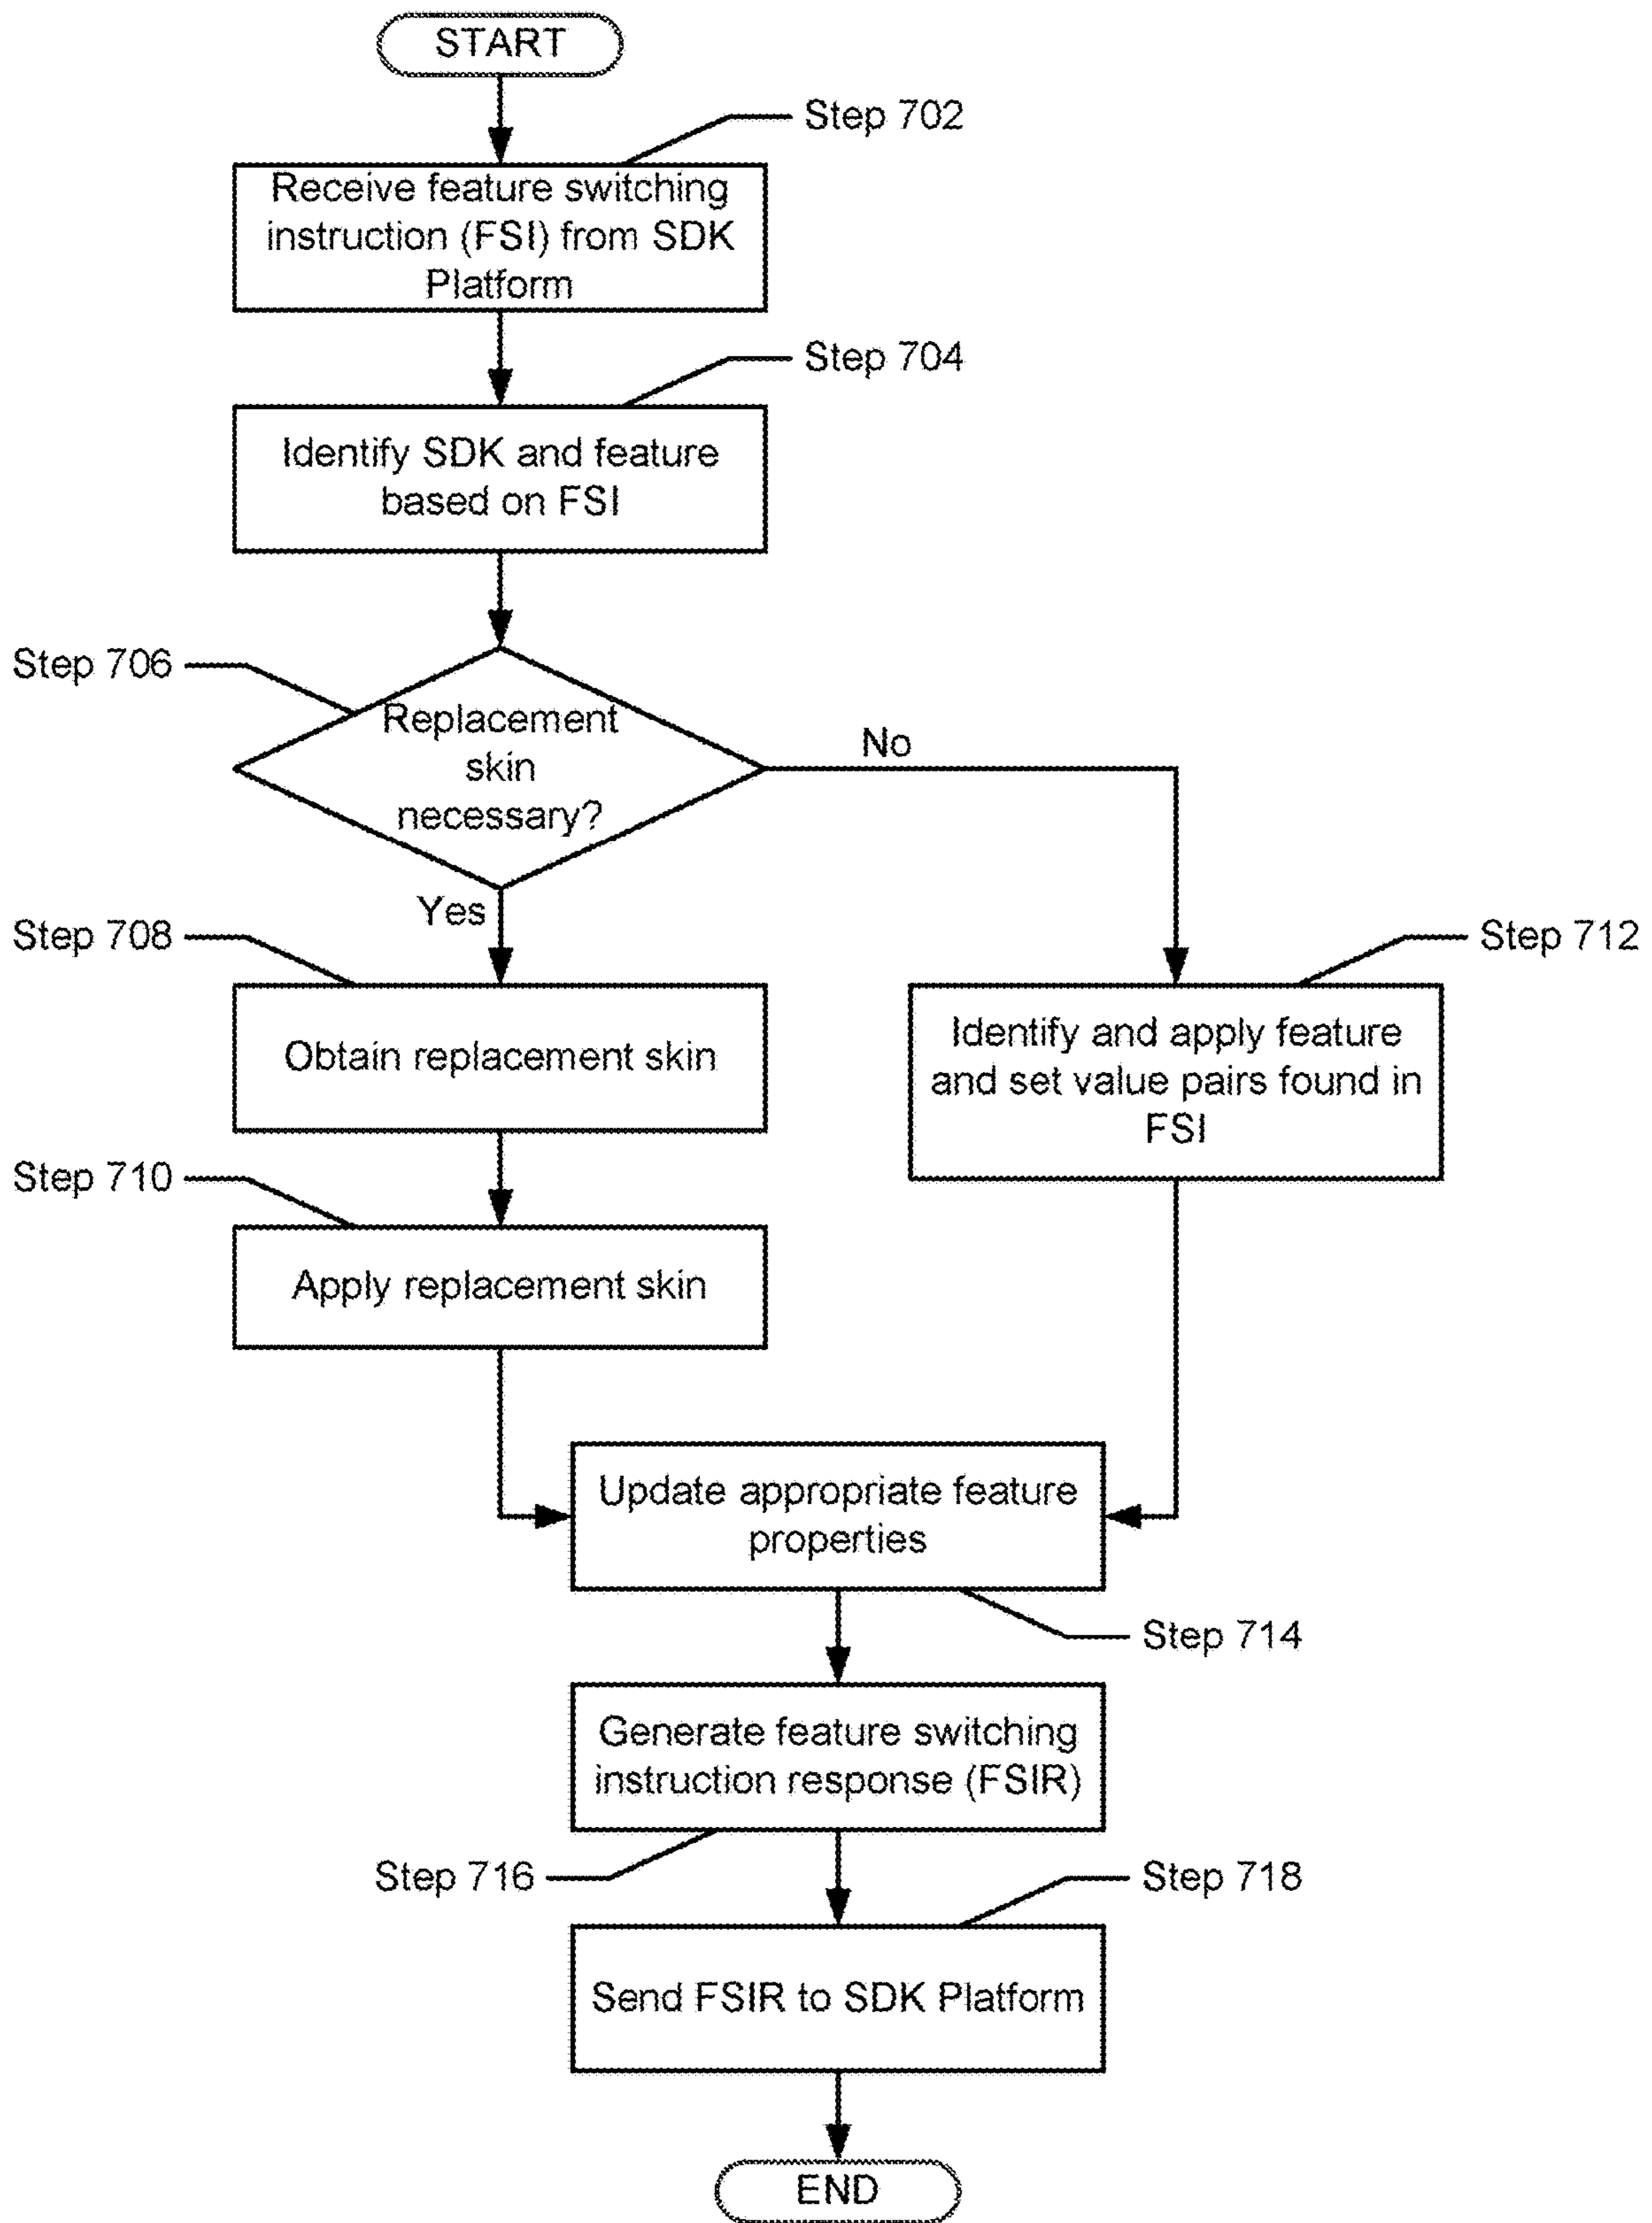 START
Step 702
Receive feature switching
instruction (FSI) from SDK
Platform
Step 704
Identify SDK and feature
based on FSI
Step 706
Replacement
skin
necessary?
No
Yes
Step 708
Step 712
Obtain replacement skin
Identify and apply feature
and set value pairs found in
FSI
Step 710
Apply replacement skin
Update appropriate feature
properties
Step 714
Generate feature switching
instruction response (FSIR)
Step 716
Step 718
Send FSIR to SDK Platform
END